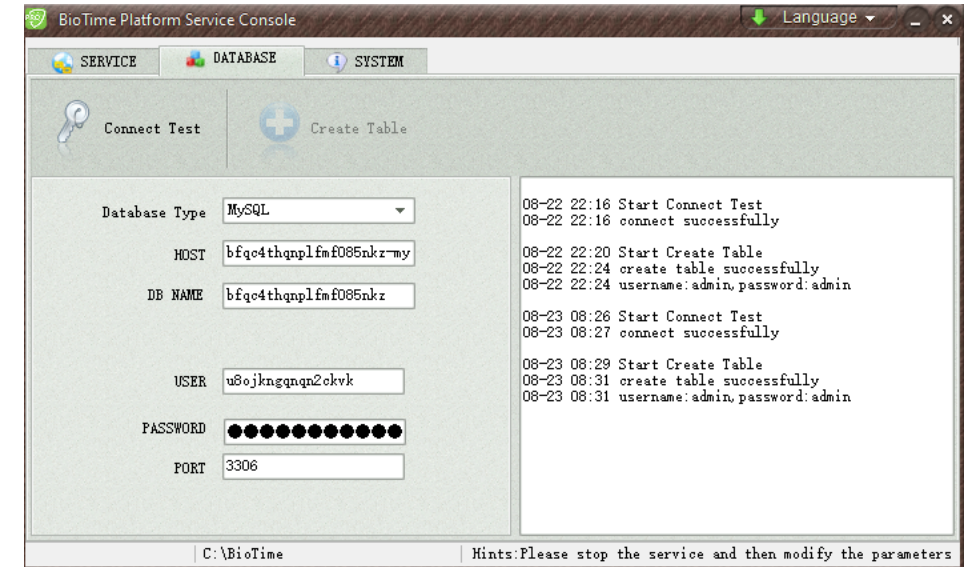 BioTime Platform Service Console
Language
SERVICE
DATABASE
SYSTEM
Connect Test
Create Table
Database Type
MySQL
HOST
bfqc4thqnplfmf085nkz-my
DB NAME
bfqc4thqnplfmf085nkz
USER
u8ojkngqnqn2ckvk
PASSWORD
●●●●●●●●●●●
PORT
3306
08-22 22:16 Start Connect Test
08-22 22:16 connect successfully
08-22 22:20 Start Create Table
08-22 22:24 create table successfully
08-22 22:24 username:admin,password:admin
08-23 08:26 Start Connect Test
08-23 08:27 connect successfully
08-23 08:29 Start Create Table
08-23 08:31 create table successfully
08-23 08:31 username:admin,password:admin
C:\BioTime
Hints:Please stop the service and then modify the parameters